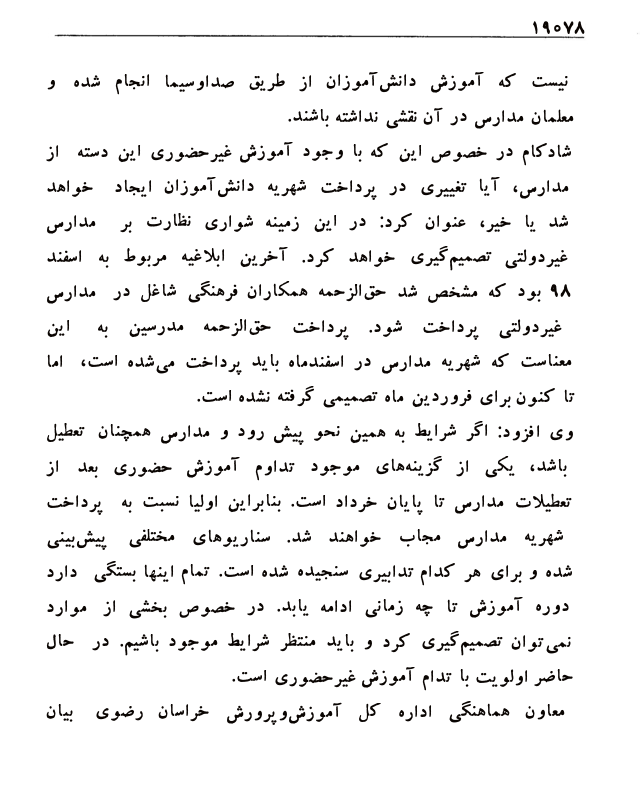 ۱۹۰۷۸
نیست که آموزش دانش‌آموزان از طریق صداوسیما انجام شده و
معلمان مدارس در آن نقشی نداشته باشند.
شادکام در خصوص این که با وجود آموزش غیرحضوری این دسته از
مدارس، آیا تغییری در پرداخت شهریه دانش‌آموزان ایجاد خواهد
شد یا خیر، عنوان کرد: در این زمینه شواری نظارت بر مدارس
غیردولتی تصمیم‌گیری خواهد کرد. آخرین ابلاغیه مربوط به اسفند
۹۸ بود که مشخص شد حق‌الزحمه همکاران فرهنگی شاغل در مدارس
غیردولتی پرداخت شود. پرداخت حق‌الزحمه مدرسین به این
معناست که شهریه مدارس در اسفندماه باید پرداخت می‌شده است، اما
تا کنون برای فروردین ماه تصمیمی گرفته نشده است.
وی افزود: اگر شرایط به همین نحو پیش رود و مدارس همچنان تعطیل
باشد، یکی از گزینه‌های موجود تداوم آموزش حضوری بعد از
تعطیلات مدارس تا پایان خرداد است. بنابراین اولیا نسبت به پرداخت
شهریه مدارس مجاب خواهند شد. سناریوهای مختلفی پیش‌بینی
شده و برای هر کدام تدابیری سنجیده شده است. تمام اینها بستگی دارد
دوره آموزش تا چه زمانی ادامه یابد. در خصوص بخشی از موارد
نمی‌توان تصمیم‌گیری کرد و باید منتظر شرایط موجود باشیم. در حال
حاضر اولویت با تدام آموزش غیرحضوری است.
معاون هماهنگی اداره کل آموزش‌وپرورش خراسان رضوی بیان